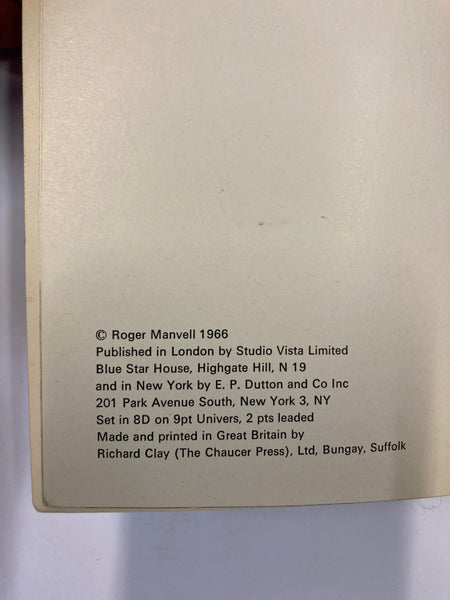 © Roger Manvell 1966
Published in London by Studio Vista Limited
Blue Star House, Highgate Hill, N 19
and in New York by E. P. Dutton and Co Inc
201 Park Avenue South, New York 3, NY
Set in 8D on 9pt Univers, 2 pts leaded
Made and printed in Great Britain by
Richard Clay (The Chaucer Press), Ltd, Bungay, Suffolk